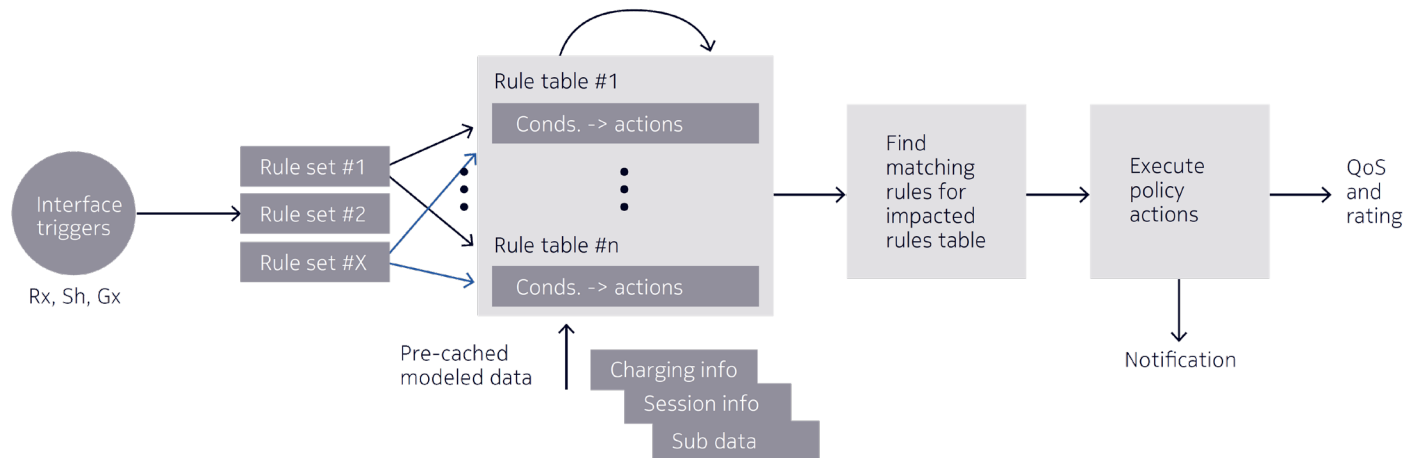 Interface
triggers
Rx, Sh, Gx
Rule set #1
Rule set #2
Rule set #X
Rule table #1
Conds. -> actions
Rule table #n
Conds. -> actions
Pre-cached
modeled data
Charging info
Session info
Sub data
Find
matching
rules for
impacted
rules table
Execute
policy
actions
QoS
and
rating
Notification